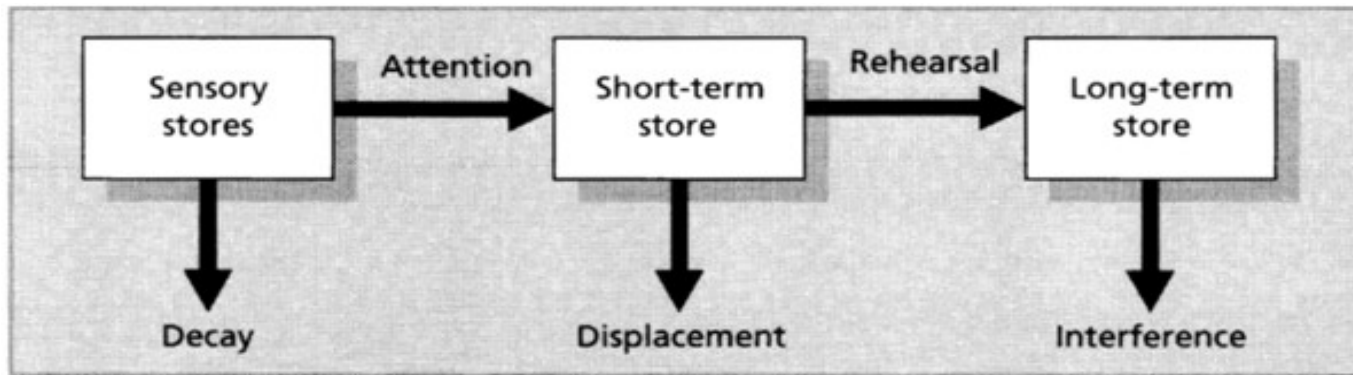 Sensory
stores
Attention
Short-term
store
Rehearsal
Long-term
store
Decay
Displacement
Interference